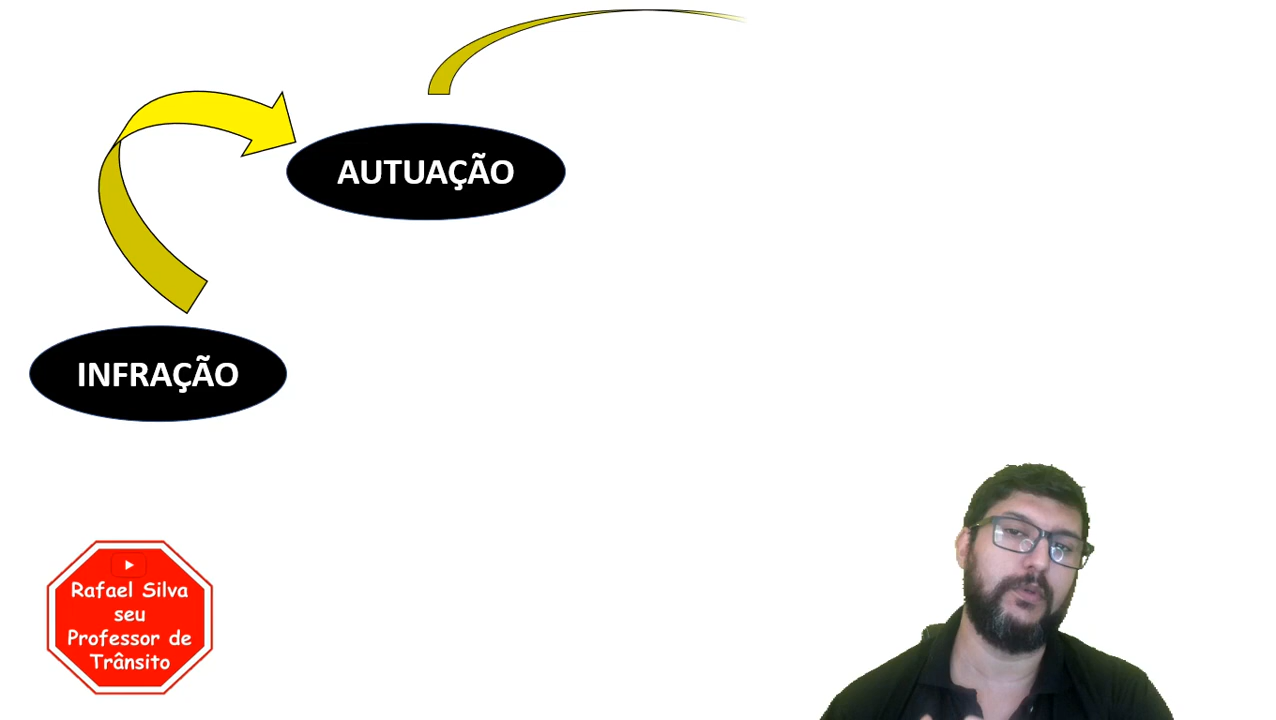 AUTUAÇÃO
INFRAÇÃO
Rafael Silva
seu
Professor de
Trânsito